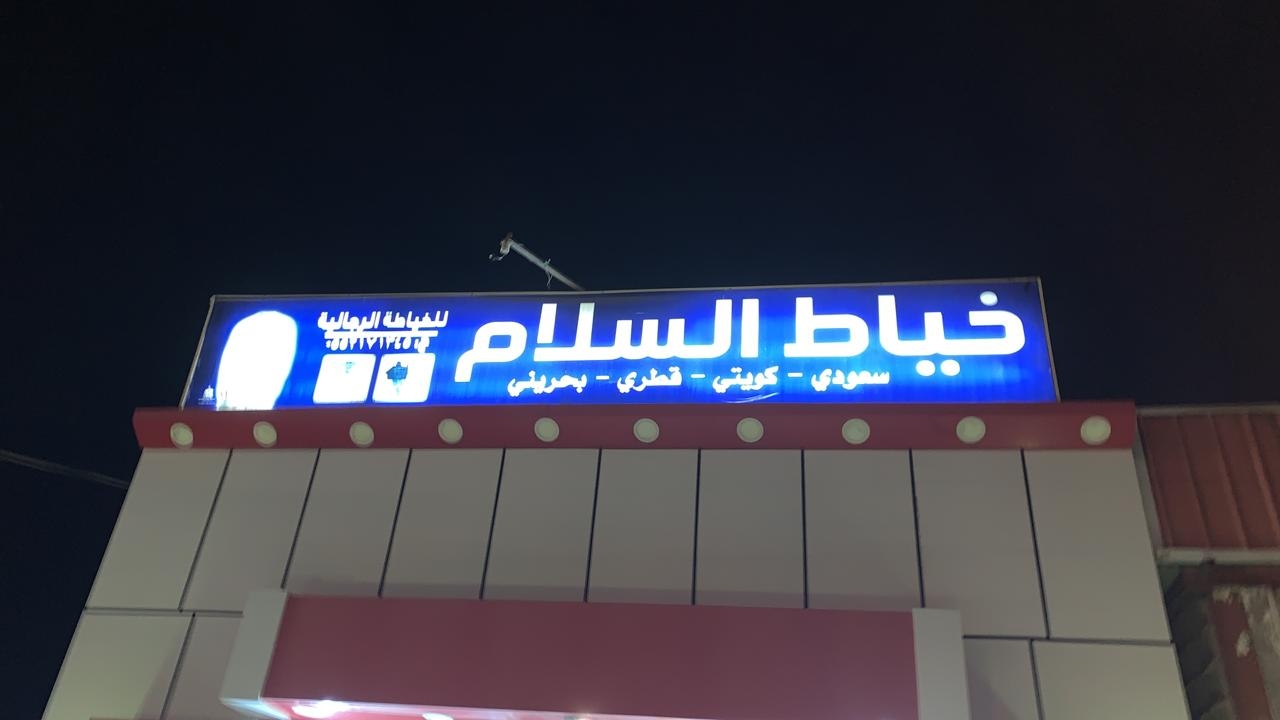 خياط السلام
سعودي - كويتي - قطري - بحريني
للخياطة الرجالية